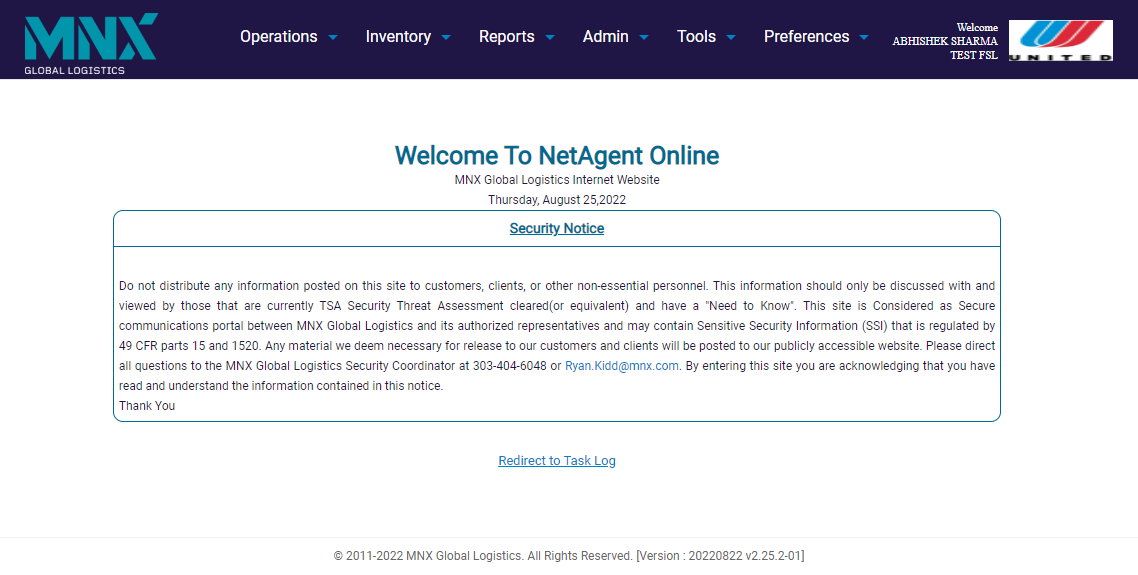 MNX
GLOBAL LOGISTICS
Operations Inventory Reports Admin Tools Preferences
Welcome
ABHISHEK SHARMA
TEST FSL
UNITED
Welcome To NetAgent Online
MNX Global Logistics Internet Website
Thursday, August 25,2022
Security Notice
Do not distribute any information posted on this site to customers, clients, or other non-essential personnel. This information should only be discussed with and
viewed by those that are currently TSA Security Threat Assessment cleared(or equivalent) and have a "Need to Know". This site is Considered as Secure
communications portal between MNX Global Logistics and its authorized representatives and may contain Sensitive Security Information (SSI) that is regulated by
49 CFR parts 15 and 1520. Any material we deem necessary for release to our customers and clients will be posted to our publicly accessible website. Please direct
all questions to the MNX Global Logistics Security Coordinator at 303-404-6048 or Ryan.Kidd@mnx.com. By entering this site you are acknowledging that you have
read and understand the information contained in this notice.
Thank You
Redirect to Task Log
© 2011-2022 MNX Global Logistics. All Rights Reserved. [Version : 20220822 v2.25.2-01]